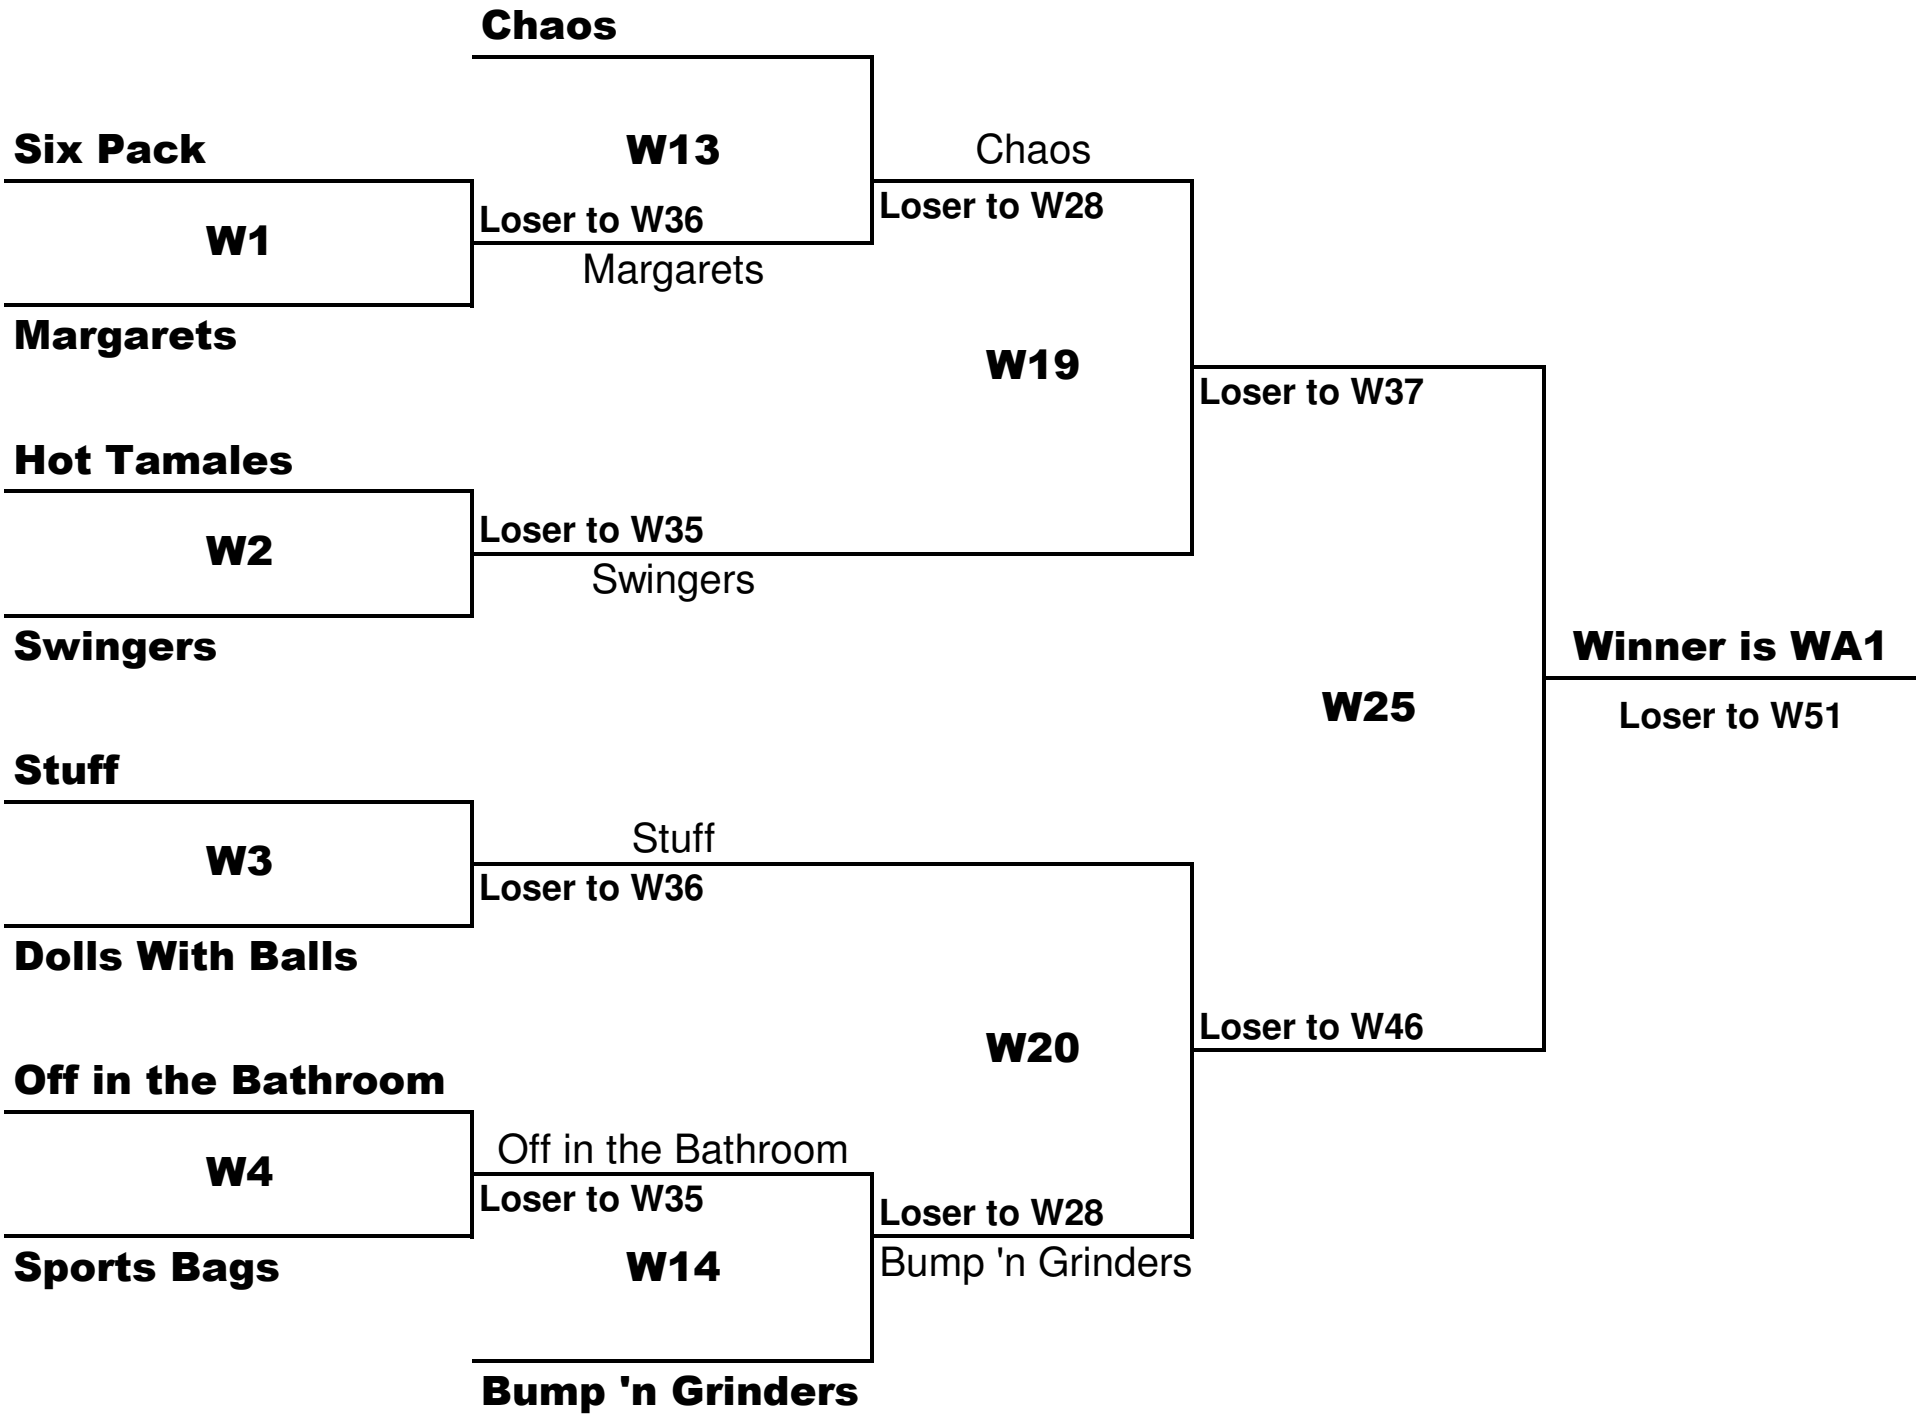 Chaos
Six Pack
W13
Chaos
Loser to W36
Loser to W28
W1
Margarets
Margarets
W19
Loser to W37
Hot Tamales
Loser to W35
W2
Swingers
Swingers
Winner is WA1
W25
Loser to W51
Stuff
Stuff
W3
Loser to W36
Dolls With Balls
W20
Loser to W46
Off in the Bathroom
Off in the Bathroom
W4
Loser to W35
Loser to W28
Sports Bags
W14
Bump 'n Grinders
Bump 'n Grinders